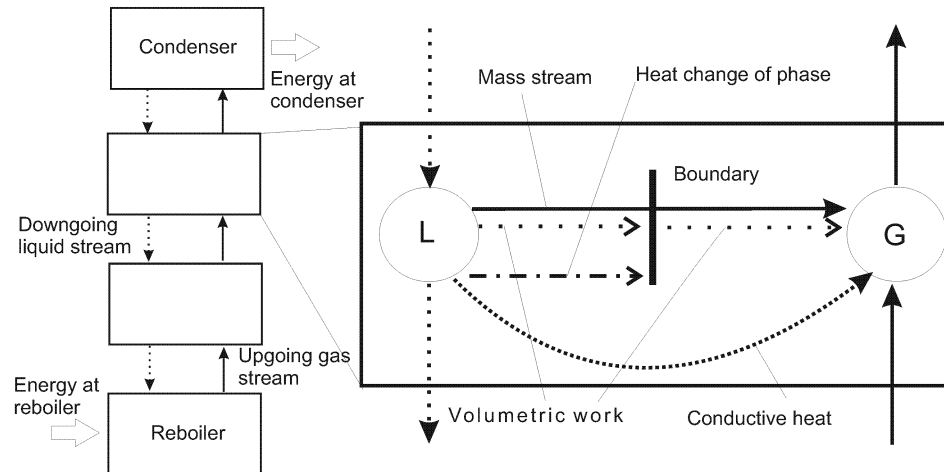 Condenser
Energy at
condenser
Downgoing
liquid stream
Upgoing gas
stream
Energy at
reboiler
Reboiler
Mass stream
Heat change of phase
Boundary
L
G
Volumetric work
Conductive heat